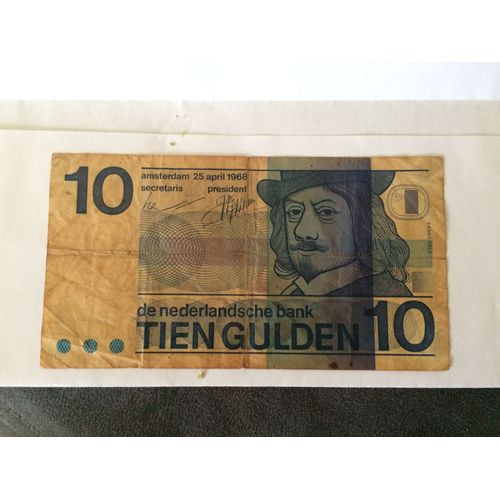 10
amsterdam 25 april 1968
secretaris president
de nederlandsche bank
TIEN GULDEN 10